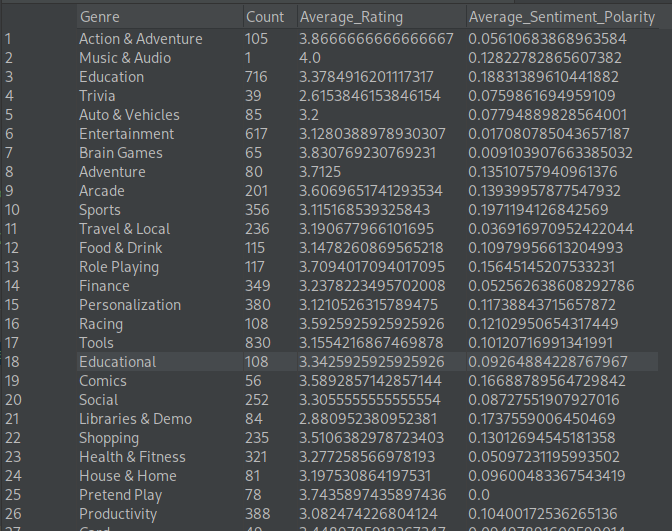 Genre Count Average_Rating Average_Sentiment_Polarity
1 Action & Adventure 105 3.8666666666666667 0.05610683868963584
2 Music & Audio 1 4.0 0.12822782865607382
3 Education 716 3.3784916201117317 0.18831389610441882
4 Trivia 39 2.6153846153846154 0.0759861694959109
5 Auto & Vehicles 85 3.2 0.07794889828564001
6 Entertainment 617 3.1280388978930307 0.017080785043657187
7 Brain Games 65 3.830769230769231 0.009103907663385032
8 Adventure 80 3.7125 0.13510757940961376
9 Arcade 201 3.6069651741293534 0.13939957877547932
10 Sports 356 3.115168539325843 0.1971194126842569
11 Travel & Local 236 3.190677966101695 0.036916970952422044
12 Food & Drink 115 3.1478260869565218 0.10979956613204993
13 Role Playing 117 3.7094017094017095 0.15645145207533231
14 Finance 349 3.2378223495702008 0.052562638608292786
15 Personalization 380 3.1210526315789475 0.11738843715657872
16 Racing 108 3.5925925925925926 0.12102950654317449
17 Tools 830 3.1554216867469878 0.10120716991341991
18 Educational 108 3.3425925925925926 0.09264884228767967
19 Comics 56 3.5892857142857144 0.16688789564729842
20 Social 252 3.3055555555555554 0.08727551907927016
21 Libraries & Demo 84 2.880952380952381 0.1737559006450469
22 Shopping 235 3.5106382978723403 0.13012694545181358
23 Health & Fitness 321 3.277258566978193 0.05097231195993502
24 House & Home 81 3.197530864197531 0.09600483367543419
25 Pretend Play 78 3.7435897435897436 0.0
26 Productivity 388 3.082474226804124 0.10400172536265136